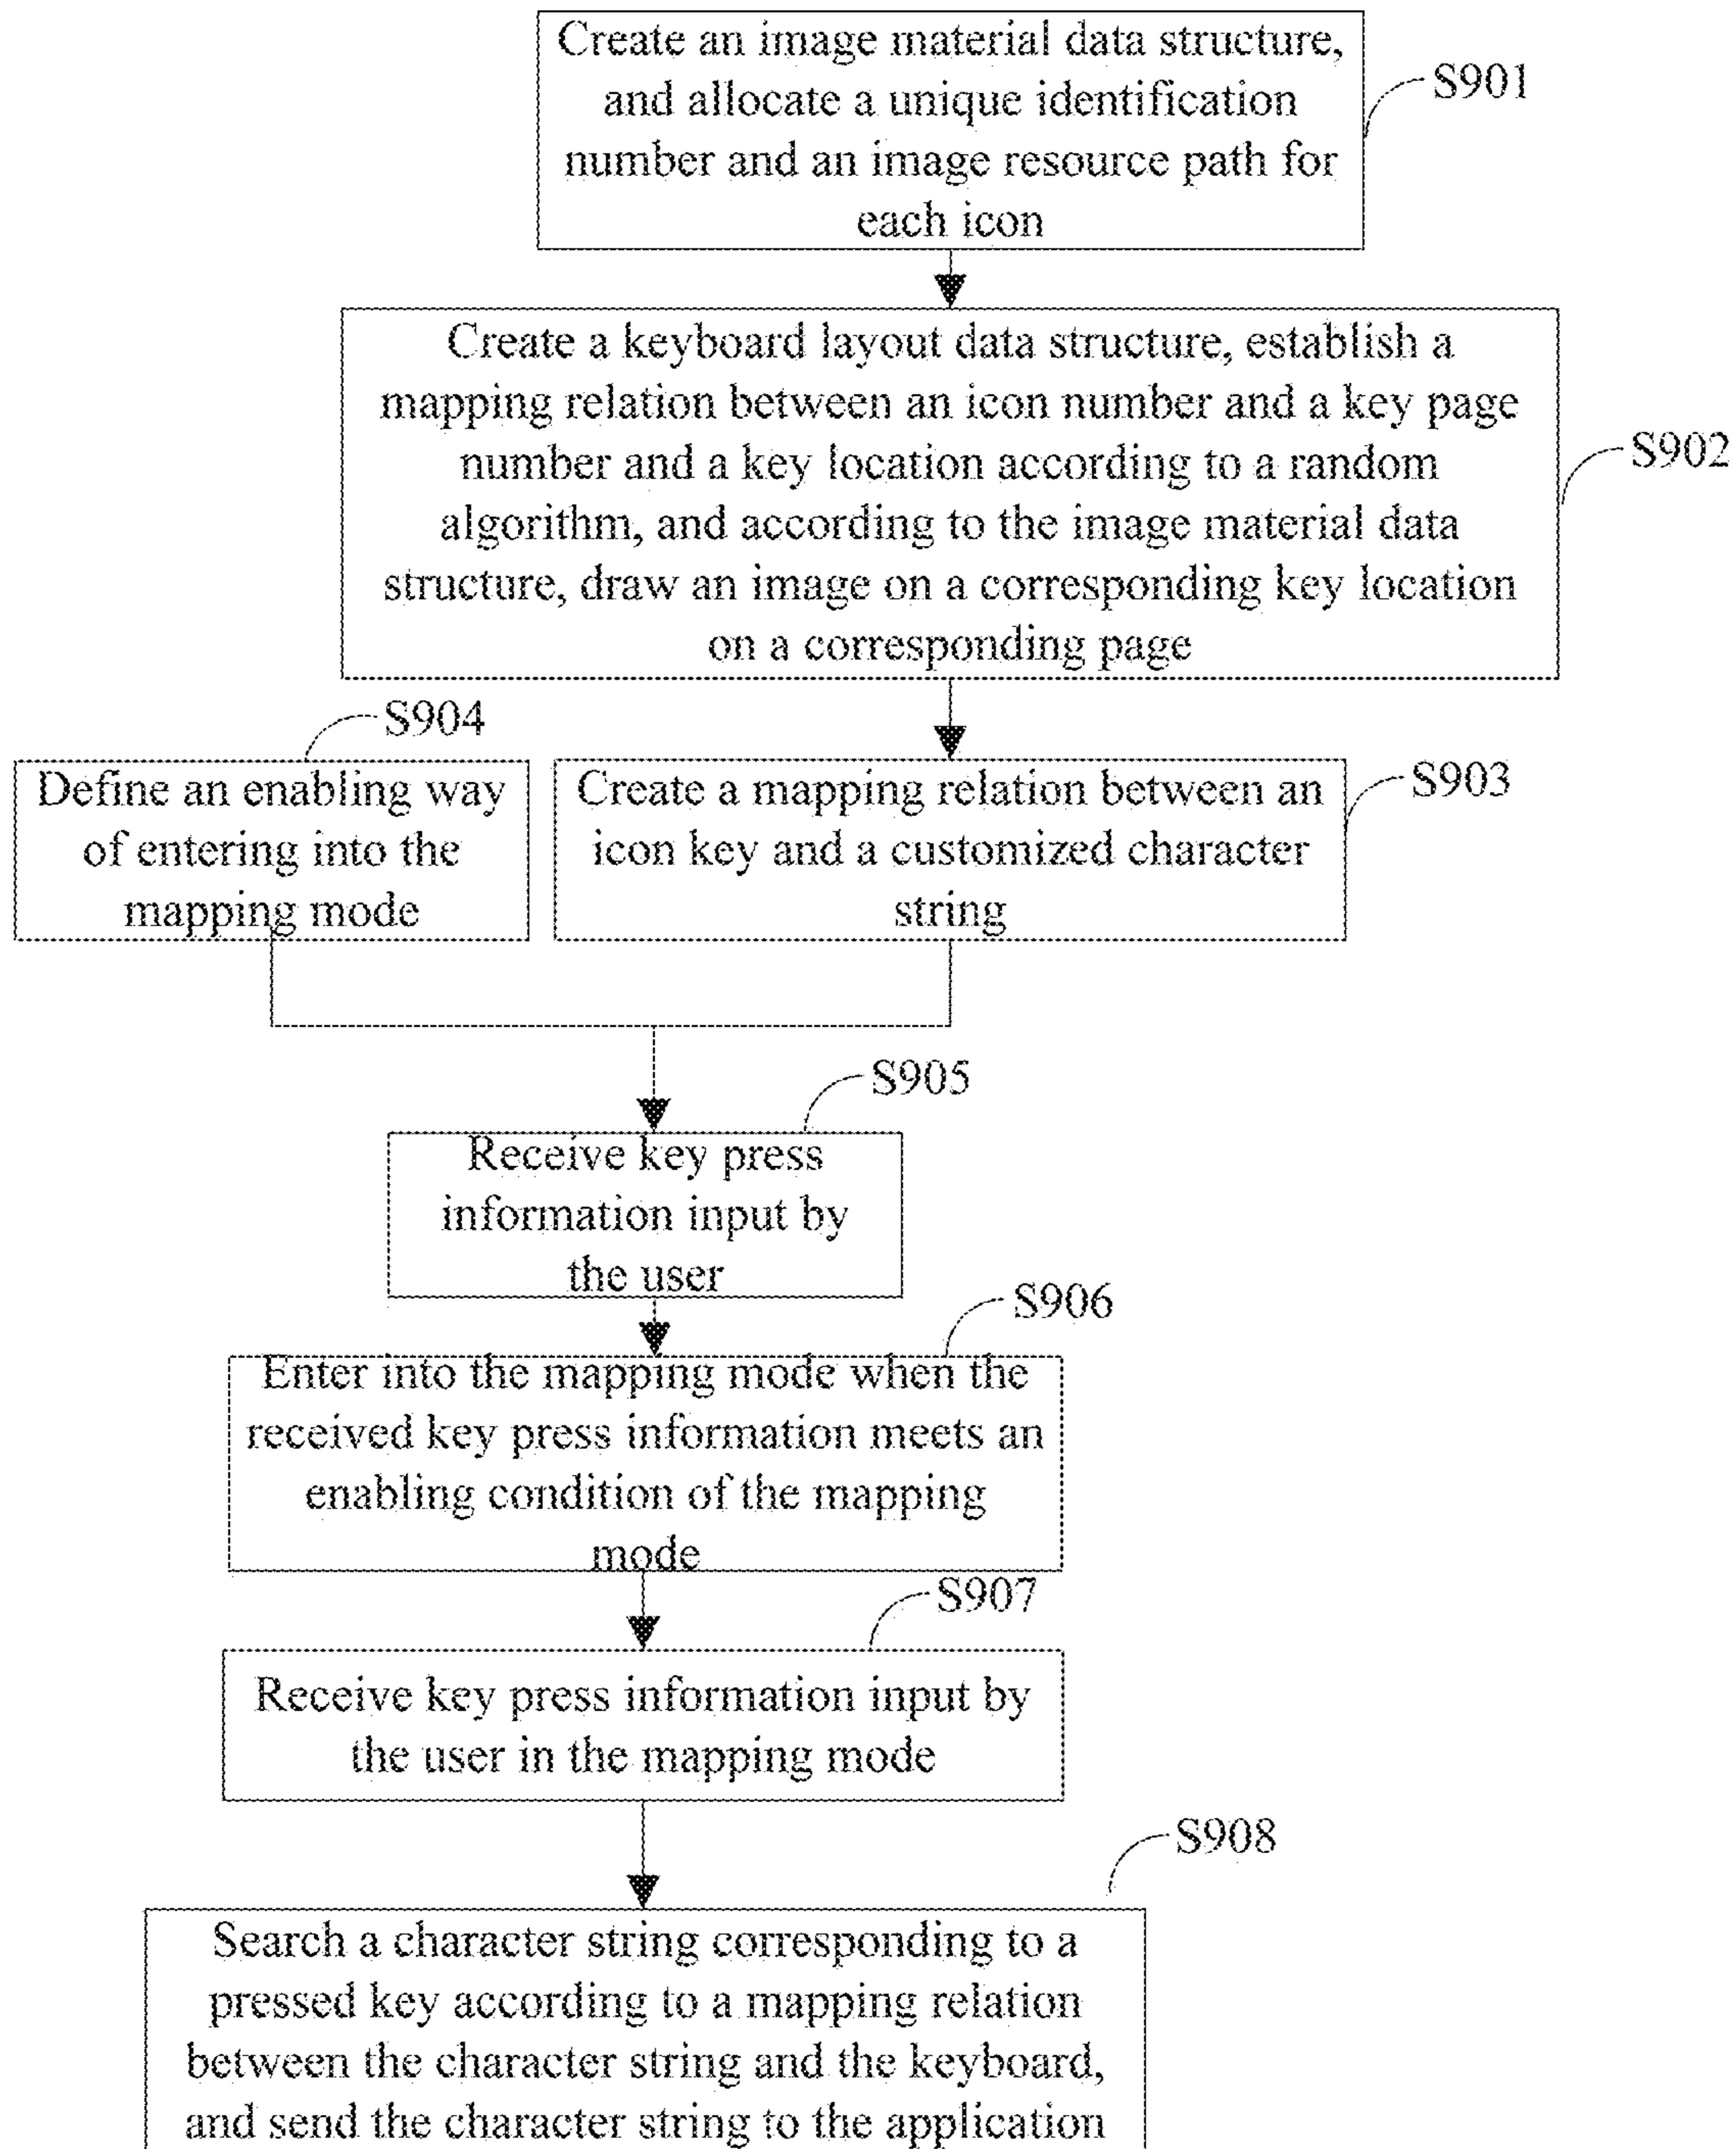 Create an image material data structure,
and allocate a unique identification
number and an image resource path for
each icon
S901
Create a keyboard layout data structure, establish a
mapping relation between an icon number and a key page
number and a key location according to a random
algorithm, and according to the image material data
structure, draw an image on a corresponding key location
on a corresponding page
S902
S904
Define an enabling way
of entering into the
mapping mode
Create a mapping relation between an
icon key and a customized character
string
S903
S905
Receive key press
information input by
the user
S906
Enter into the mapping mode when the
received key press information meets an
enabling condition of the mapping
mode
S907
Receive key press information input by
the user in the mapping mode
S908
Search a character string corresponding to a
pressed key according to a mapping relation
between the character string and the keyboard,
and send the character string to the application